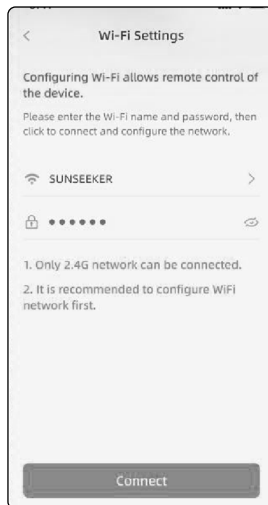 Wi-Fi Settings
Configuring Wi-Fi allows remote control of
the device.
Please enter the Wi-Fi name and password, then
click to connect and configure the network.
SUNSEEKER
1. Only 2.4G network can be connected.
2. It is recommended to configure WiFi
network first.
Connect